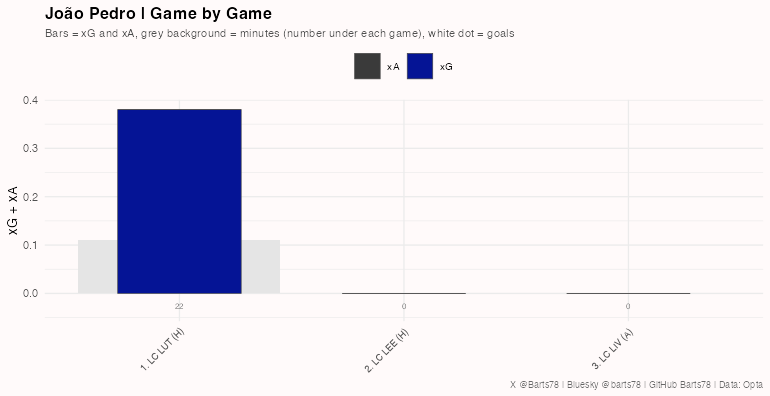 João Pedro | Game by Game
Bars = xG and xA, grey background = minutes (number under each game), white dot = goals
xA xG
xG + xA
0.4
0.3
0.2
0.1
0.0
22 0 0
1. LC LUT (H) 2. LC LEE (H) 3. LC LIV (A)
X @Barts78 | Bluesky @barts78 | GitHub Barts78 | Data: Opta